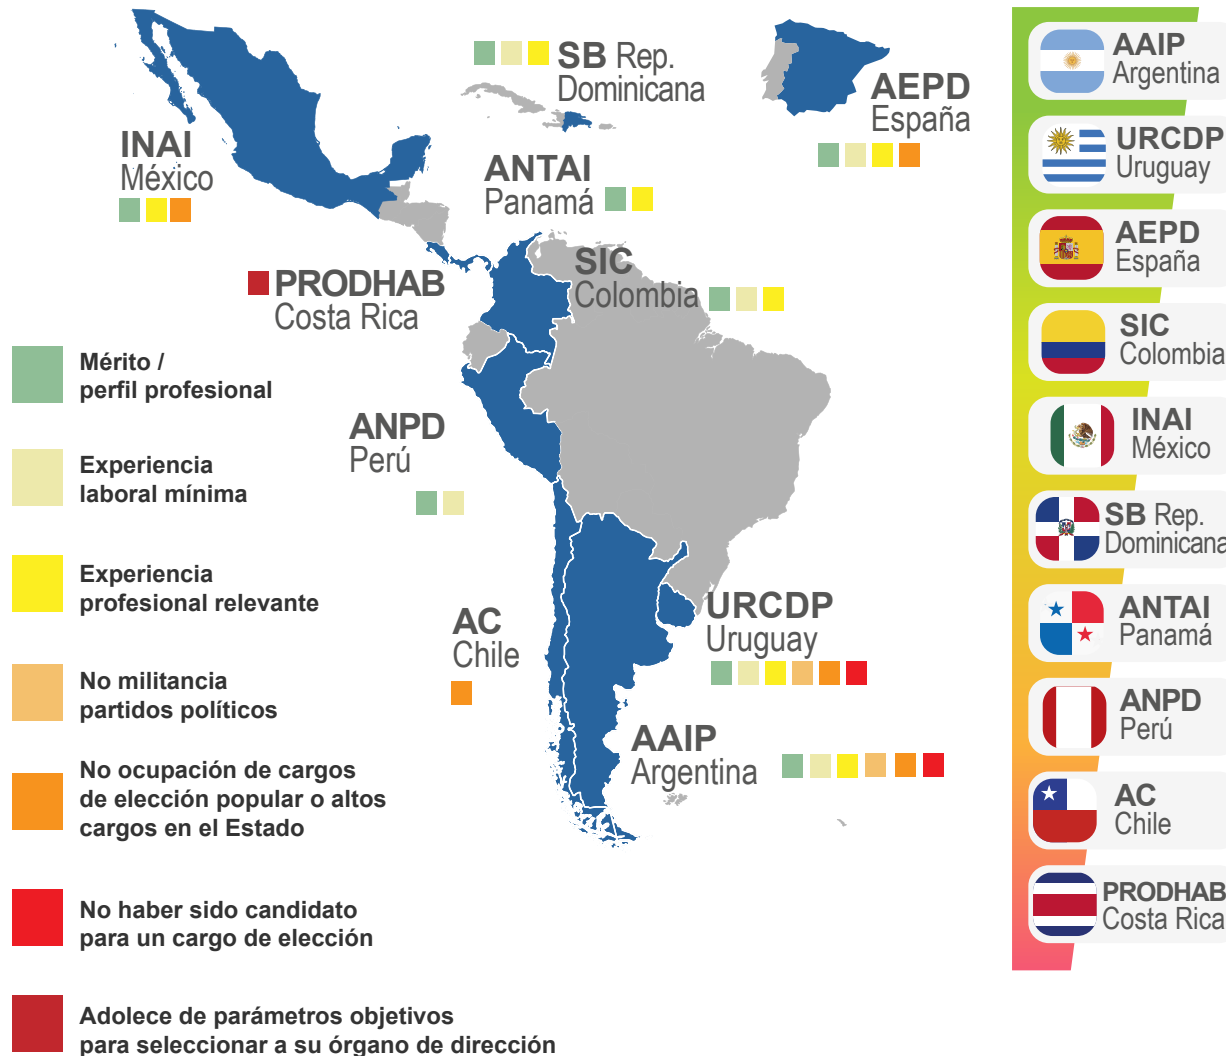 SB Rep.
Dominicana
AEPD
España
INAI
México
ANTAI
Panamá
SIC
Colombia
PRODHAB
Costa Rica
ANPD
Perú
AC
Chile
URCDP
Uruguay
AAIP
Argentina
Mérito /
perfil profesional
Experiencia
laboral mínima
Experiencia
profesional relevante
No militancia
partidos políticos
No ocupación de cargos
de elección popular o altos
cargos en el Estado
No haber sido candidato
para un cargo de elección
Adolece de parámetros objetivos
para seleccionar a su órgano de dirección
AAIP
Argentina
URCDP
Uruguay
AEPD
España
SIC
Colombia
INAI
México
SB Rep.
Dominicana
ANTAI
Panamá
ANPD
Perú
AC
Chile
PRODHAB
Costa Rica